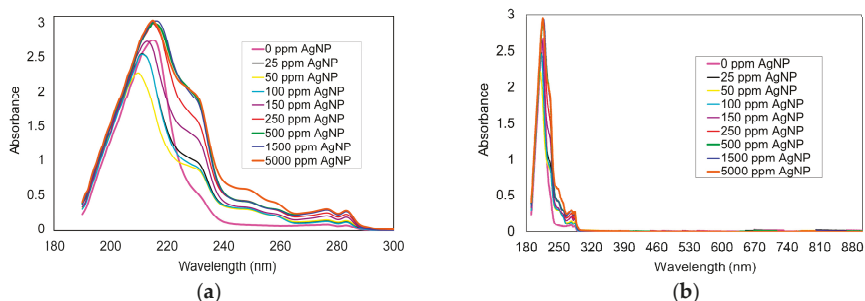 3
2.5
2
1.5
1
0.5
0
Absorbance
0 ppm AgNP
25 ppm AgNP
50 ppm AgNP
100 ppm AgNP
150 ppm AgNP
250 ppm AgNP
500 ppm AgNP
1500 ppm AgNP
5000 ppm AgNP
180 200 220 240 260 280 300
Wavelength (nm)
(a)
3
2.5
2
1.5
1
0.5
0
Absorbance
0 ppm AgNP
25 ppm AgNP
50 ppm AgNP
100 ppm AgNP
150 ppm AgNP
250 ppm AgNP
500 ppm AgNP
1500 ppm AgNP
5000 ppm AgNP
180 250 320 390 460 530 600 670 740 810 880
Wavelength (nm)
(b)